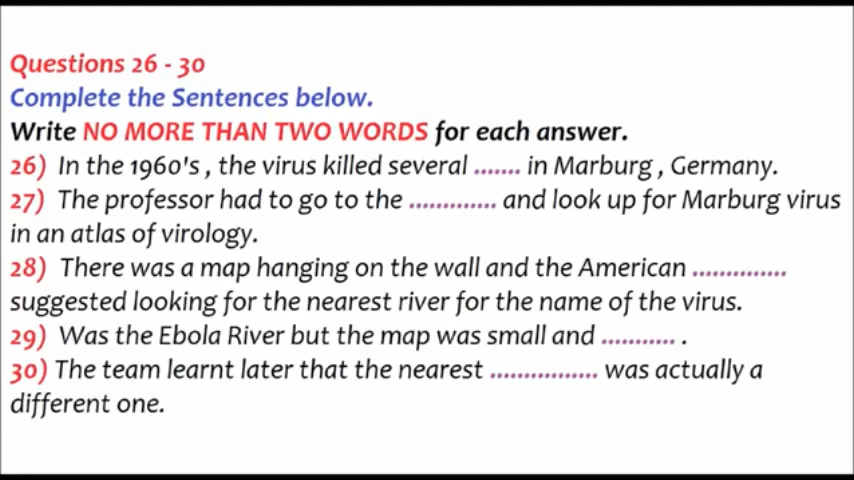 Questions 26 - 30
Complete the Sentences below.
Write NO MORE THAN TWO WORDS for each answer.
26) In the 1960's , the virus killed several ....... in Marburg , Germany.
27) The professor had to go to the ............. and look up for Marburg virus
in an atlas of virology.
28) There was a map hanging on the wall and the American ..............
suggested looking for the nearest river for the name of the virus.
29) Was the Ebola River but the map was small and ........... .
30) The team learnt later that the nearest ................ was actually a
different one.